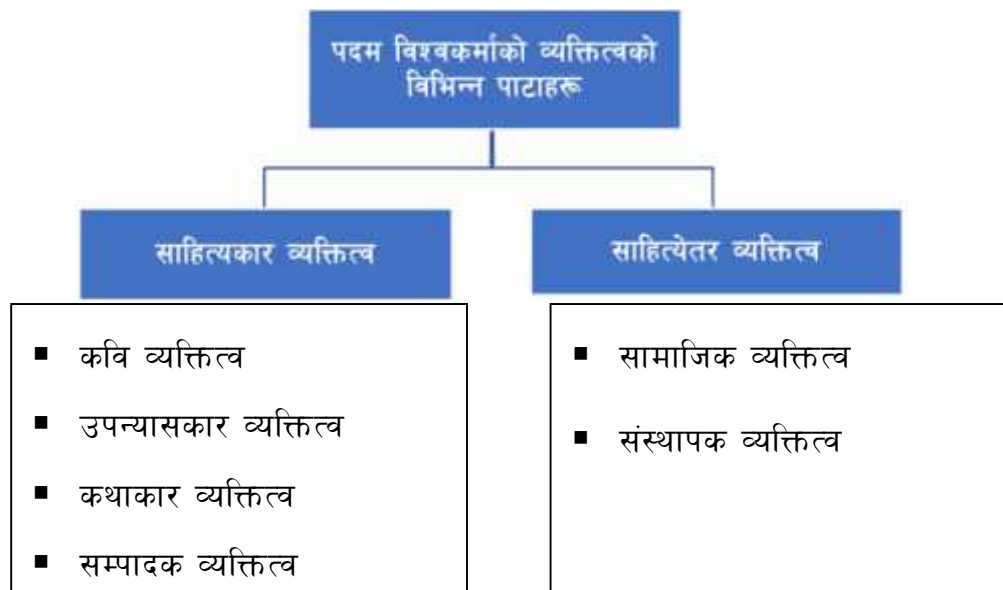 पदम विश्वकर्माको व्यक्तित्वको
विभिन्न पाटाहरू
साहित्यकार व्यक्तित्व
साहित्येतर व्यक्तित्व
▪ कवि व्यक्तित्व
▪ उपन्यासकार व्यक्तित्व
▪ कथाकार व्यक्तित्व
▪ सम्पादक व्यक्तित्व
▪ सामाजिक व्यक्तित्व
▪ संस्थापक व्यक्तित्व